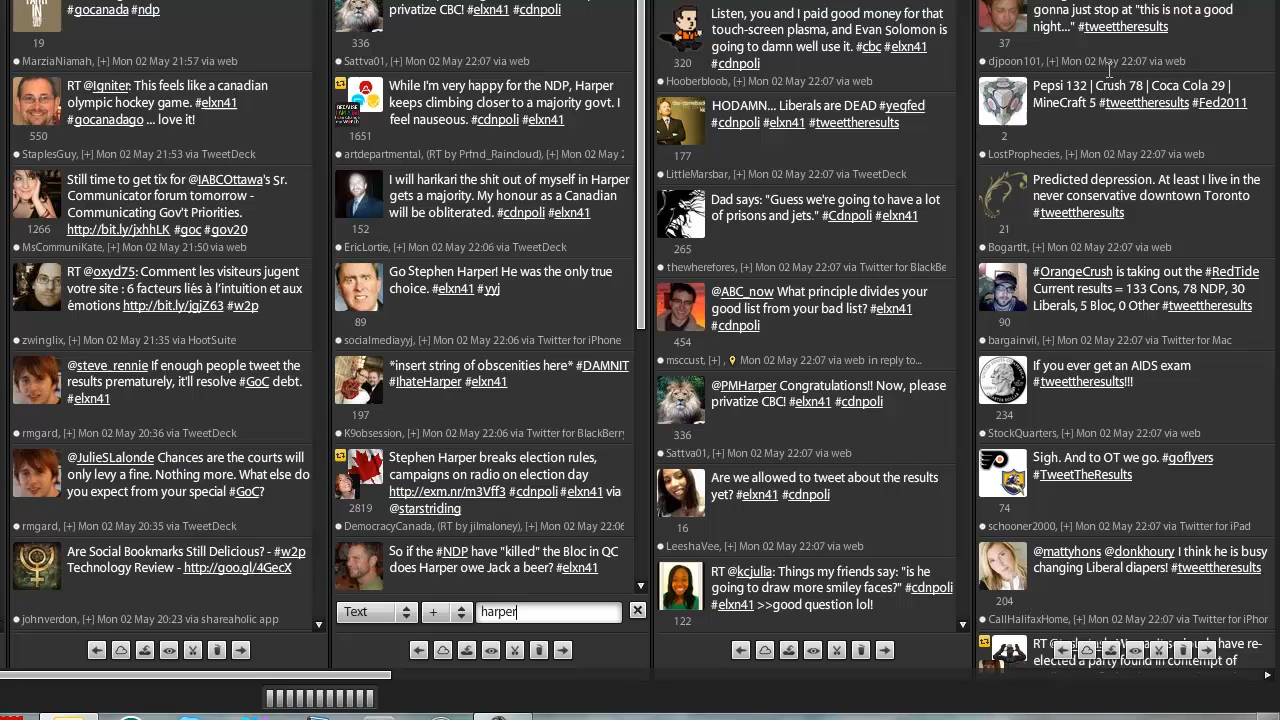 #gocanada #ndp
19
MarziaNiamah, [+] Mon 02 May 21:57 via web
RT @Igniter: This feels like a canadian
olympic hockey game. #elxn41
#gocanadago ... love it!
550
StaplesGuy, [+] Mon 02 May 21:53 via TweetDeck
Still time to get tix for @IABCOttawa's Sr.
Communicator forum tomorrow -
Communicating Gov't Priorities.
http://bit.ly/jxhhLK #goc #gov20
1266
MsCommuniKate, [+] Mon 02 May 21:50 via web
RT @oxyd75: Comment les visiteurs jugent
votre site : 6 facteurs liés à l'intuition et aux
émotions http://bit.ly/jgjZ63 #w2p
zwinglix, [+] Mon 02 May 21:35 via HootSuite
@steve_rennie If enough people tweet the
results prematurely, it'll resolve #GoC debt.
#elxn41
rmgard, [+] Mon 02 May 20:36 via TweetDeck
@JulieSLalonde Chances are the courts will
only levy a fine. Nothing more. What else do
you expect from your special #GoC?
rmgard, [+] Mon 02 May 20:35 via TweetDeck
Are Social Bookmarks Still Delicious? - #w2p
Technology Review - http://goo.gl/4GecX
johnverdon, [+] Mon 02 May 20:23 via shareaholic app
privatize CBC! #elxn41 #cdnpoli
336
Sattva01, [+] Mon 02 May 22:07 via web
While I'm very happy for the NDP, Harper
keeps climbing closer to a majority govt. I
feel nauseous. #cdnpoli #elxn41
1651
artdepartmental, (RT by Prfnd_Raincloud), [+] Mon 02 May 2
I will harikari the shit out of myself in Harper
gets a majority. My honour as a Canadian
will be obliterated. #cdnpoli #elxn41
152
EricLortie, [+] Mon 02 May 22:06 via TweetDeck
Go Stephen Harper! He was the only true
choice. #elxn41 #yyj
89
socialmediayyj, [+] Mon 02 May 22:06 via Twitter for iPhone
*insert string of obscenities here* #DAMNIT
#IhateHarper #elxn41
197
K9obsession, [+] Mon 02 May 22:06 via Twitter for BlackBerry
Stephen Harper breaks election rules,
campaigns on radio on election day
http://exm.nr/m3Vff3 #cdnpoli #elxn41 via
@starstriding
2819
DemocracyCanada, (RT by jilmaloney), [+] Mon 02 May 22:06
So if the #NDP have "killed" the Bloc in QC
does Harper owe Jack a beer? #elxn41
Text + harper
Listen, you and I paid good money for that
touch-screen plasma, and Evan Solomon is
going to damn well use it. #cbc #elxn41
#cdnpoli
320
Hooberbloob, [+] Mon 02 May 22:07 via web
HODAMN... Liberals are DEAD #yegfed
#cdnpoli #elxn41 #tweettheresults
177
LittleMarsbar, [+] Mon 02 May 22:07 via TweetDeck
Dad says: "Guess we're going to have a lot
of prisons and jets." #Cdnpoli #elxn41
265
thewherefores, [+] Mon 02 May 22:07 via Twitter for BlackBe
@ABC_now What principle divides your
good list from your bad list? #elxn41
#cdnpoli
454
msccust, [+] , Mon 02 May 22:07 via web in reply to...
@PMHarper Congratulations!! Now, please
privatize CBC! #elxn41 #cdnpoli
336
Sattva01, [+] Mon 02 May 22:07 via web
Are we allowed to tweet about the results
yet? #elxn41 #cdnpoli
16
LeeshaVee, [+] Mon 02 May 22:07 via web
RT @kcjulia: Things my friends say: "is he
going to draw more smiley faces?" #cdnpoli
#elxn41 >>good question lol!
122
gonna just stop at "this is not a good
night..." #tweettheresults
37
djpoon101, [+] Mon 02 May 22:07 via web
Pepsi 132 | Crush 78 | Coca Cola 29 |
MineCraft 5 #tweettheresults #Fed2011
2
LostProphecies, [+] Mon 02 May 22:07 via web
Predicted depression. At least I live in the
never conservative downtown Toronto
#tweettheresults
21
BogartIt, [+] Mon 02 May 22:07 via web
#OrangeCrush is taking out the #RedTide
Current results = 133 Cons, 78 NDP, 30
Liberals, 5 Bloc, 0 Other #tweettheresults
90
bargainvil, [+] Mon 02 May 22:07 via Twitter for Mac
If you ever get an AIDS exam
#tweettheresults!!!
234
StockQuarters, [+] Mon 02 May 22:07 via web
Sigh. And to OT we go. #goflyers
#TweetTheResults
74
schooner2000, [+] Mon 02 May 22:07 via Twitter for iPad
@mattyhons @donkhoury I think he is busy
changing Liberal diapers! #tweettheresults
204
CallHalifaxHome, [+] Mon 02 May 22:07 via Twitter for iPhor
have re-
elected a party found in contempt of